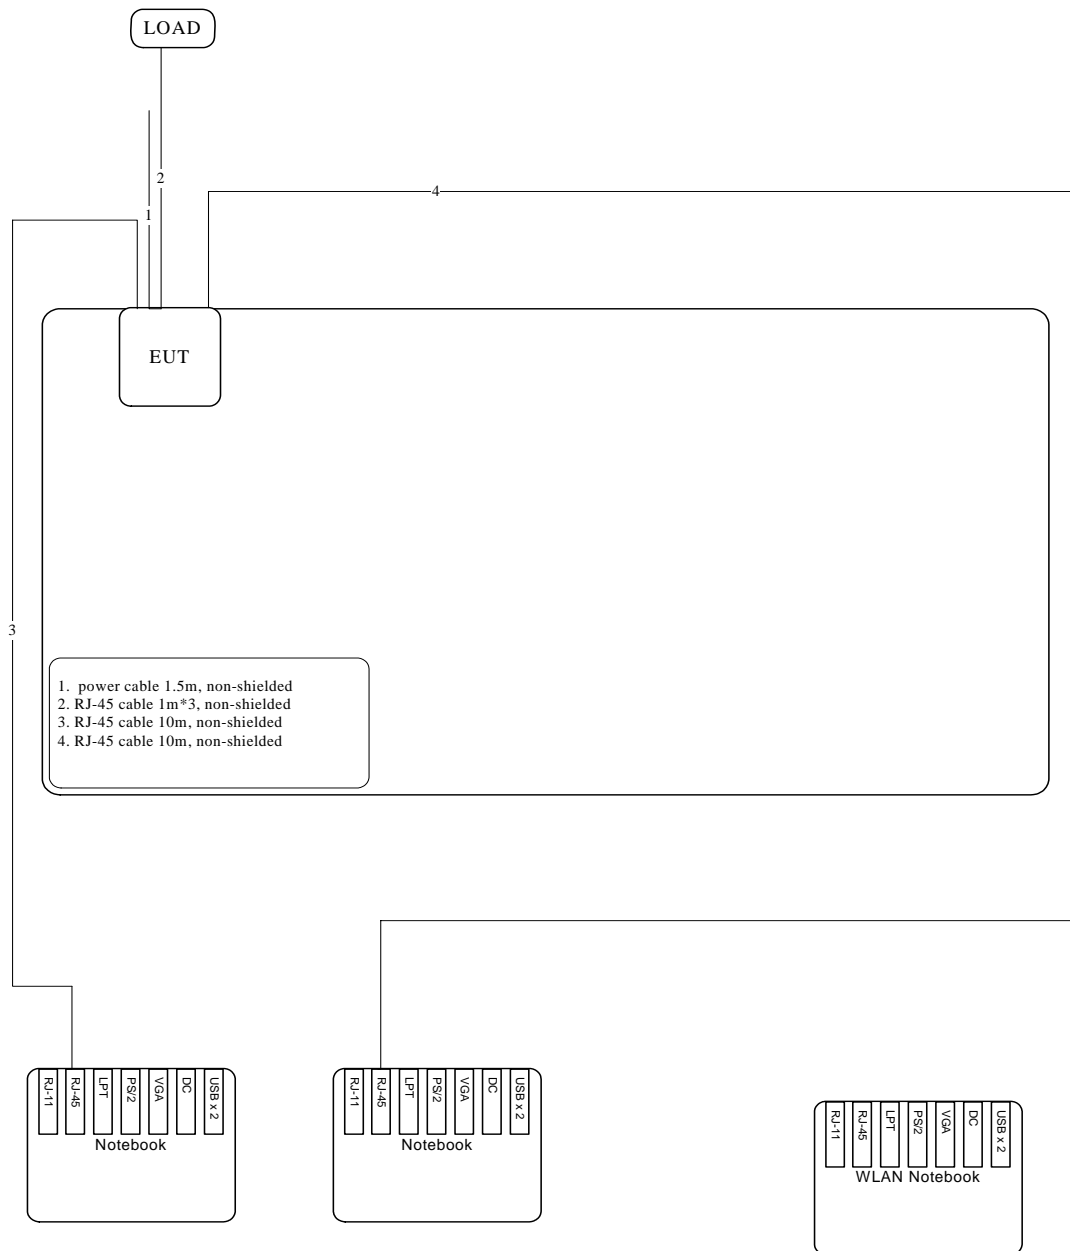 LOAD
2
4
1
EUT
3
1. power cable 1.5m, non-shielded
2. RJ-45 cable 1m*3, non-shielded
3. RJ-45 cable 10m, non-shielded
4. RJ-45 cable 10m, non-shielded
RJ-11
RJ-45
LPT
PS/2
VGA
DC
USB x 2
Notebook
RJ-11
RJ-45
LPT
PS/2
VGA
DC
USB x 2
Notebook
RJ-11
RJ-45
LPT
PS/2
VGA
DC
USB x 2
WLAN Notebook